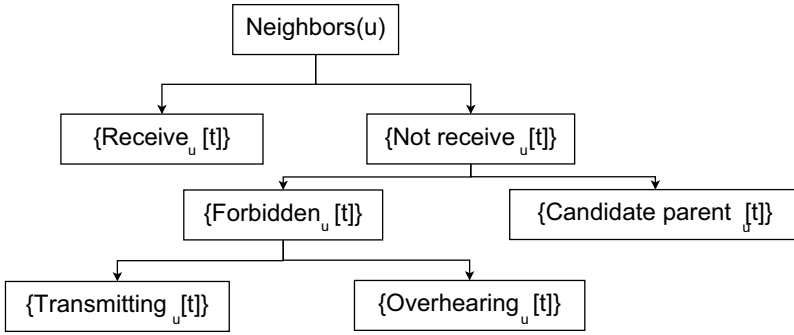 Neighbors(u)
{Receive_u [t]}
{Not receive_u[t]}
{Forbidden_u [t]}
{Candidate parent_u[t]}
{Transmitting_u[t]}
{Overhearing_u [t]}